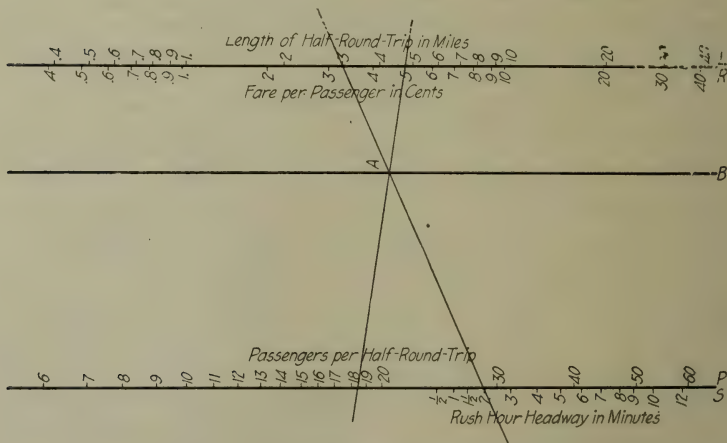 Length of Half-Round-Trip in Miles
.4 .5 .6 .7 .8 .9 1. 2 3 4 5 6 7 8 9 10 20 30 40 L
.4 .5 .6 .7 .8 .9 1. 2 3 4 5 6 7 8 9 10 20 30 40 R
Fare per Passenger in Cents
A
B
Passengers per Half-Round-Trip
6 7 8 9 10 11 12 13 14 15 16 17 18 19 20 30 40 50 60 P
1/2 1 1 1/2 2 3 4 5 6 7 8 9 10 12 S
Rush Hour Headway in Minutes